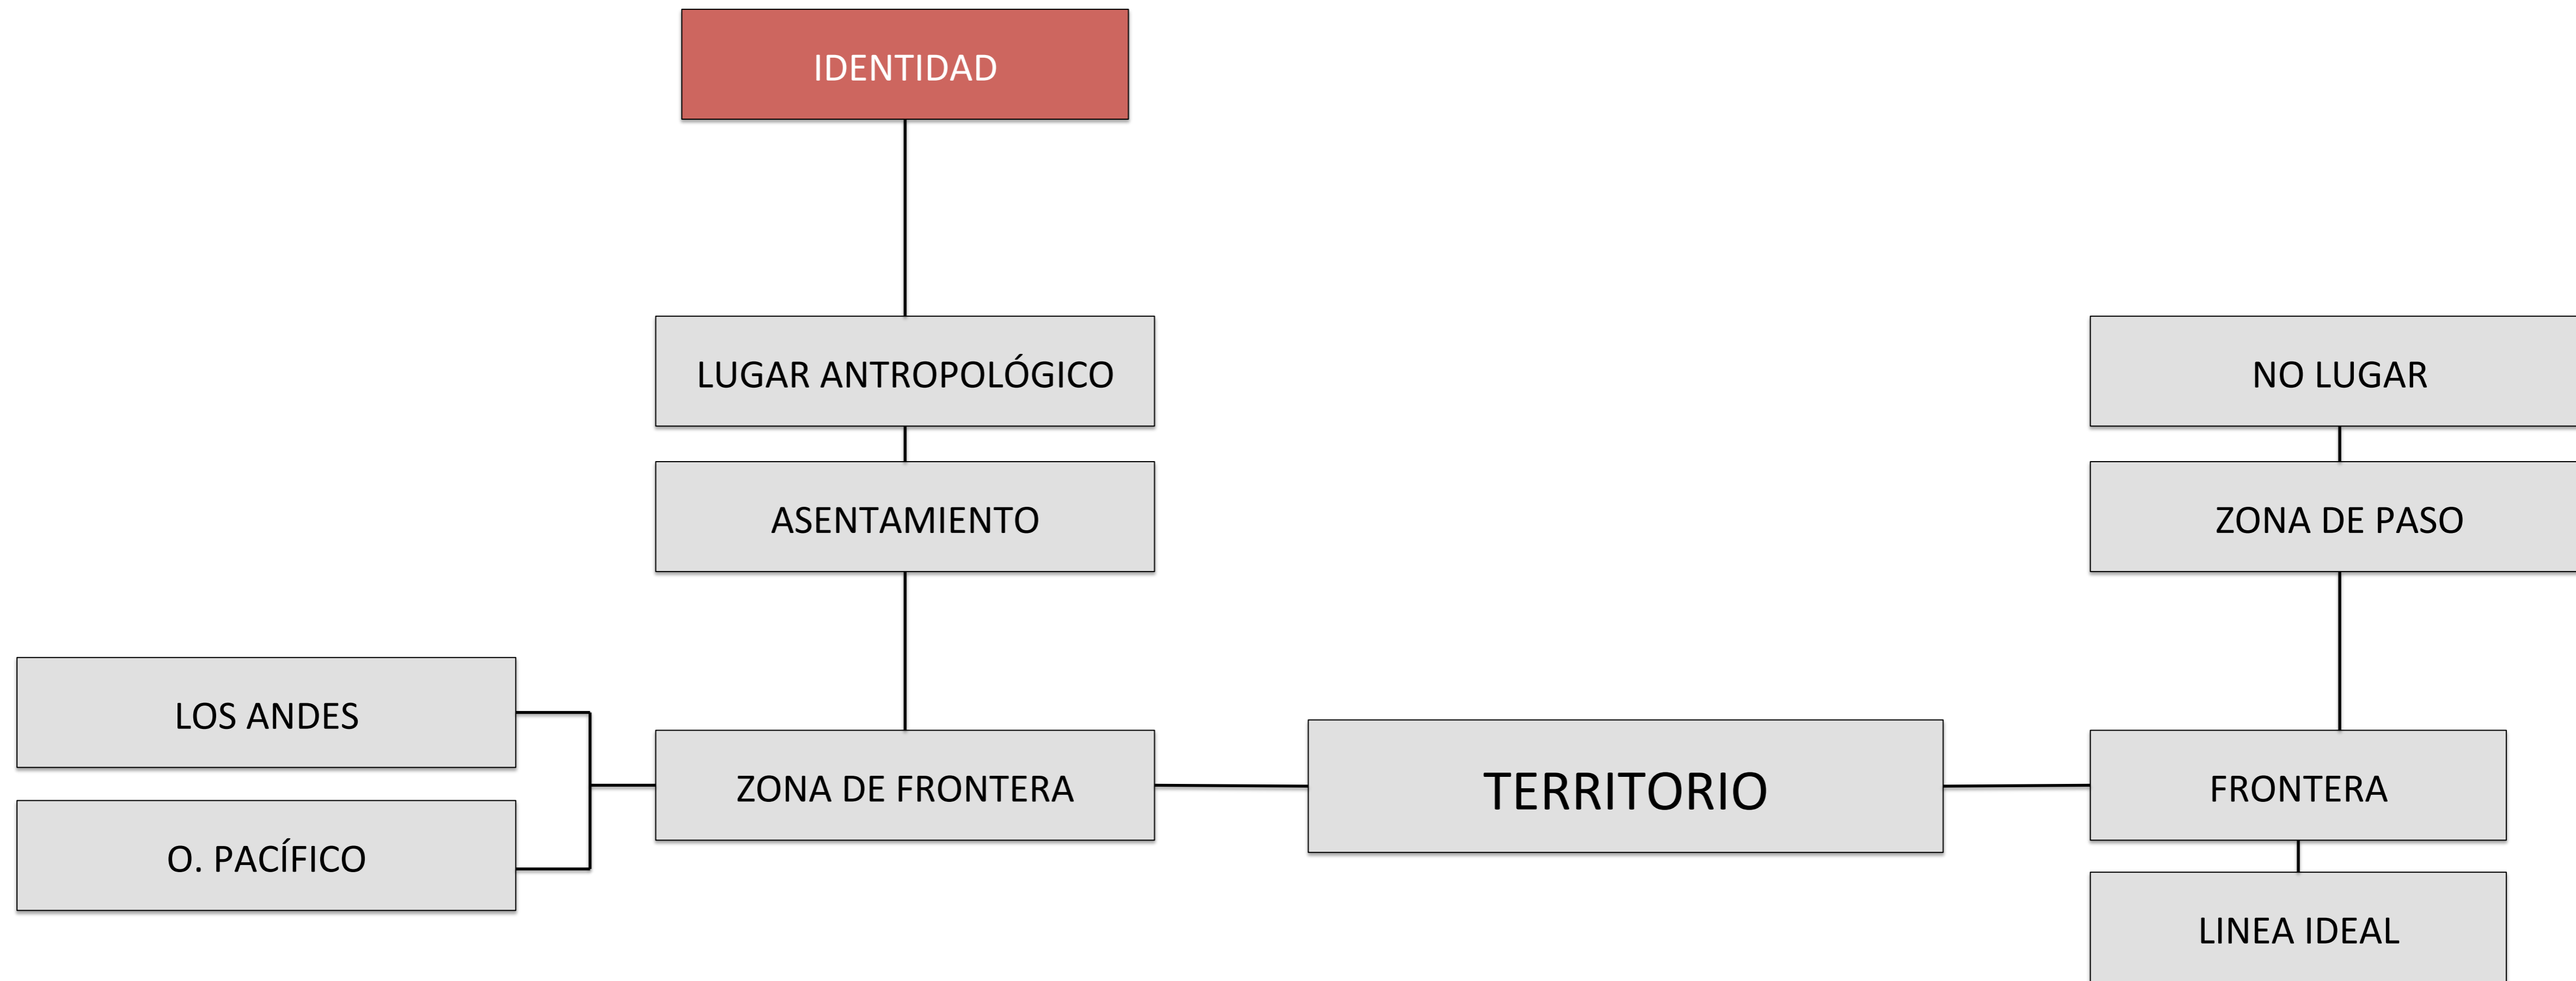 IDENTIDAD
LUGAR ANTROPOLÓGICO
NO LUGAR
ASENTAMIENTO
ZONA DE PASO
LOS ANDES
ZONA DE FRONTERA
TERRITORIO
FRONTERA
O. PACÍFICO
LINEA IDEAL